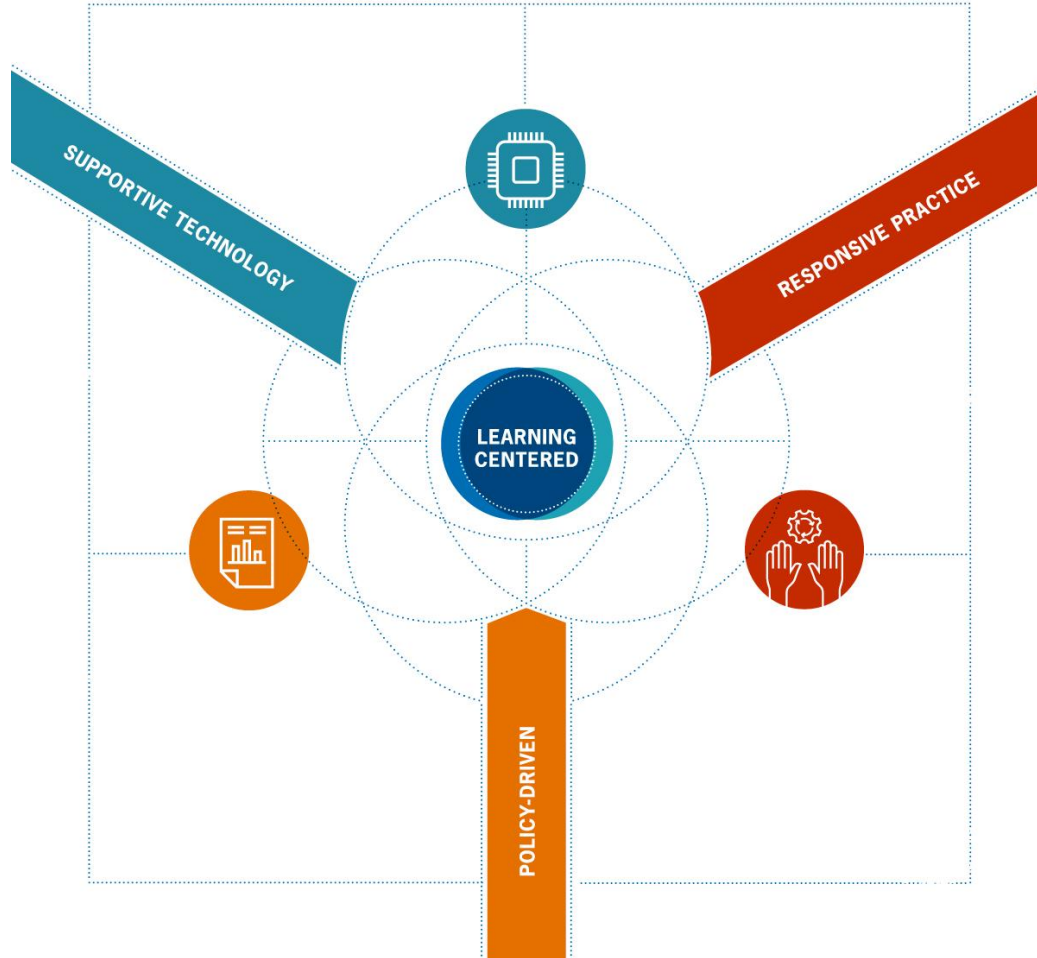 SUPPORTIVE TECHNOLOGY
RESPONSIVE PRACTICE
LEARNING
CENTERED
POLICY-DRIVEN